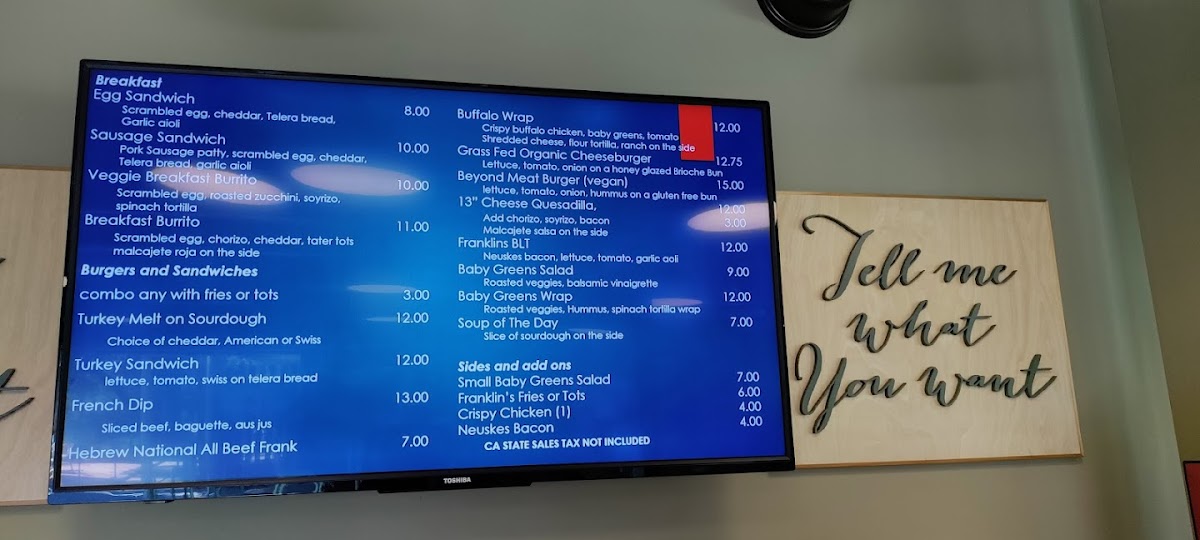 Breakfast
Egg Sandwich 8.00
Scrambled egg, cheddar, Telera bread,
Garlic aioli
Sausage Sandwich 10.00
Pork Sausage patty, scrambled egg, cheddar,
Telera bread, garlic aioli
Veggie Breakfast Burrito 10.00
Scrambled egg, roasted zucchini, soyrizo,
spinach tortilla
Breakfast Burrito 11.00
Scrambled egg, chorizo, cheddar, tater tots
malcajete roja on the side
Burgers and Sandwiches
combo any with fries or tots 3.00
Turkey Melt on Sourdough 12.00
Choice of cheddar, American or Swiss
Turkey Sandwich 12.00
lettuce, tomato, swiss on telera bread
French Dip 13.00
Sliced beef, baguette, aus jus
Hebrew National All Beef Frank 7.00
Buffalo Wrap 12.00
Crispy buffalo chicken, baby greens, tomato
Shredded cheese, flour tortilla, ranch on the side
Grass Fed Organic Cheeseburger 12.75
Lettuce, tomato, onion on a honey glazed Brioche Bun
Beyond Meat Burger (vegan) 15.00
lettuce, tomato, onion, hummus on a gluten free bun
13" Cheese Quesadilla, 12.00
Add chorizo, soyrizo, bacon 3.00
Malcajete salsa on the side
Franklins BLT 12.00
Neuskes bacon, lettuce, tomato, garlic aoli
Baby Greens Salad 9.00
Roasted veggies, balsamic vinaigrette
Baby Greens Wrap 12.00
Roasted veggies, Hummus, spinach tortilla wrap
Soup of The Day 7.00
Slice of sourdough on the side
Sides and add ons
Small Baby Greens Salad 7.00
Franklin's Fries or Tots 6.00
Crispy Chicken (1) 4.00
Neuskes Bacon 4.00
CA STATE SALES TAX NOT INCLUDED
TOSHIBA
Tell me
what
You want